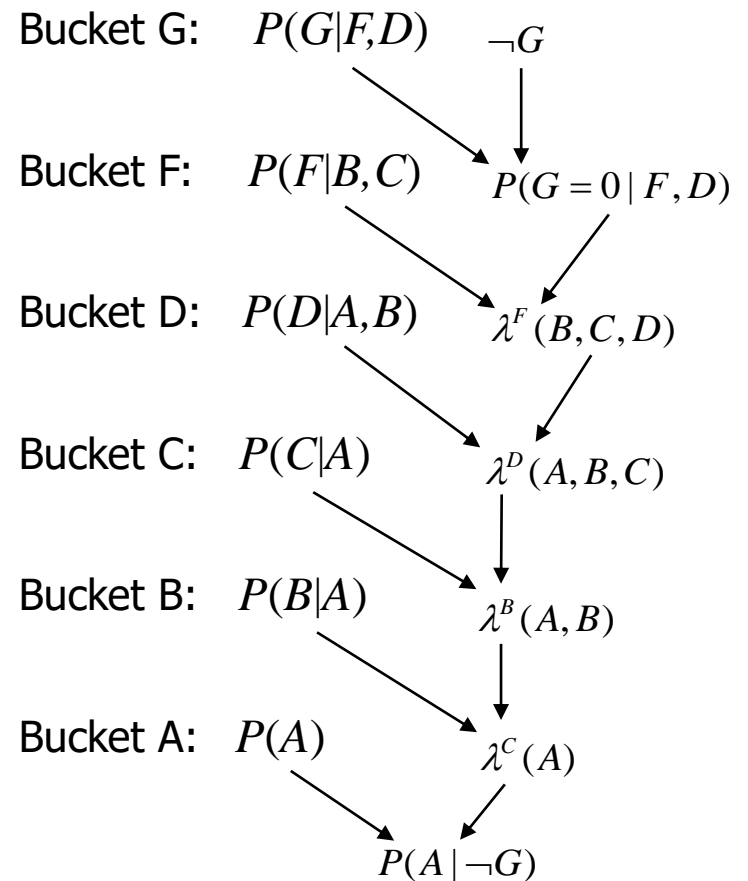 Bucket G: P(G|F,D) ¬G
Bucket F: P(F|B,C) P(G = 0 | F, D)
Bucket D: P(D|A,B) λ^F (B, C, D)
Bucket C: P(C|A) λ^D (A, B, C)
Bucket B: P(B|A) λ^B (A, B)
Bucket A: P(A) λ^C (A)
P(A | ¬G)